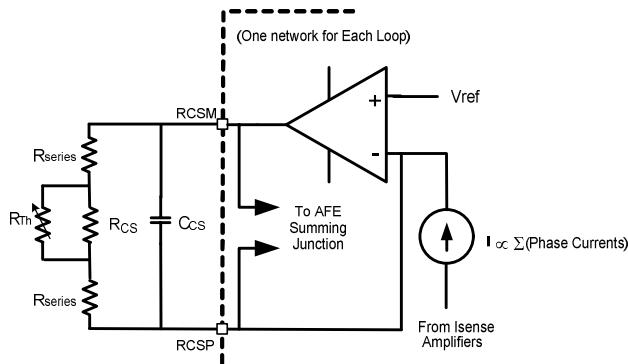 (One network for Each Loop)
RCSM
+
Vref
-
Rseries
To AFE
Summing
Junction
RTh
RCS
CCS
I ∝ Σ(Phase Currents)
Rseries
From Isense
Amplifiers
RCSP